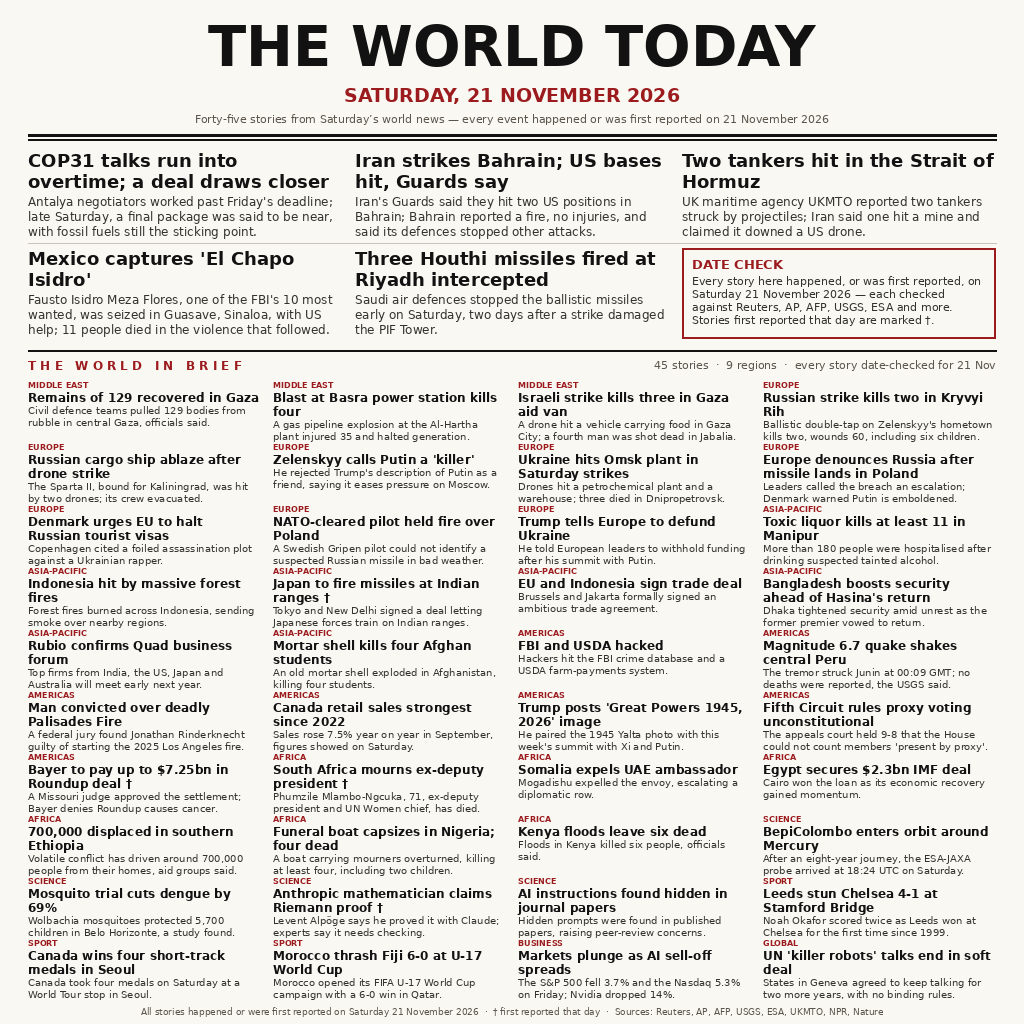 THE WORLD TODAY
SATURDAY, 21 NOVEMBER 2026
Forty-five stories from Saturday's world news — every event happened or was first reported on 21 November 2026
COP31 talks run into
overtime; a deal draws closer
Antalya negotiators worked past Friday's deadline;
late Saturday, a final package was said to be near,
with fossil fuels still the sticking point.
Iran strikes Bahrain; US bases
hit, Guards say
Iran's Guards said they hit two US positions in
Bahrain; Bahrain reported a fire, no injuries, and
said its defences stopped other attacks.
Two tankers hit in the Strait of
Hormuz
UK maritime agency UKMTO reported two tankers
struck by projectiles; Iran said one hit a mine and
claimed it downed a US drone.
Mexico captures 'El Chapo
Isidro'
Fausto Isidro Meza Flores, one of the FBI's 10 most
wanted, was seized in Guasave, Sinaloa, with US
help; 11 people died in the violence that followed.
Three Houthi missiles fired at
Riyadh intercepted
Saudi air defences stopped the ballistic missiles
early on Saturday, two days after a strike damaged
the PIF Tower.
DATE CHECK
Every story here happened, or was first reported, on
Saturday 21 November 2026 — each checked
against Reuters, AP, AFP, USGS, ESA and more.
Stories first reported that day are marked †.
THE WORLD IN BRIEF
45 stories · 9 regions · every story date-checked for 21 Nov
MIDDLE EAST
Remains of 129 recovered in Gaza
Civil defence teams pulled 129 bodies from
rubble in central Gaza, officials said.
MIDDLE EAST
Blast at Basra power station kills
four
A gas pipeline explosion at the Al-Hartha
plant injured 35 and halted generation.
MIDDLE EAST
Israeli strike kills three in Gaza
aid van
A drone hit a vehicle carrying food in Gaza
City; a fourth man was shot dead in Jabalia.
EUROPE
Russian strike kills two in Kryvyi
Rih
Ballistic double-tap on Zelenskyy's hometown
kills two, wounds 60, including six children.
EUROPE
Russian cargo ship ablaze after
drone strike
The Sparta II, bound for Kaliningrad, was hit
by two drones; its crew evacuated.
EUROPE
Zelenskyy calls Putin a 'killer'
He rejected Trump's description of Putin as a
friend, saying it eases pressure on Moscow.
EUROPE
Ukraine hits Omsk plant in
Saturday strikes
Drones hit a petrochemical plant and a
warehouse; three died in Dnipropetrovsk.
EUROPE
Europe denounces Russia after
missile lands in Poland
Leaders called the breach an escalation;
Denmark warned Putin is emboldened.
EUROPE
Denmark urges EU to halt
Russian tourist visas
Copenhagen cited a foiled assassination plot
against a Ukrainian rapper.
EUROPE
NATO-cleared pilot held fire over
Poland
A Swedish Gripen pilot could not identify a
suspected Russian missile in bad weather.
EUROPE
Trump tells Europe to defund
Ukraine
He told European leaders to withhold funding
after his summit with Putin.
ASIA-PACIFIC
Toxic liquor kills at least 11 in
Manipur
More than 180 people were hospitalised after
drinking suspected tainted alcohol.
ASIA-PACIFIC
Indonesia hit by massive forest
fires
Forest fires burned across Indonesia, sending
smoke over nearby regions.
ASIA-PACIFIC
Japan to fire missiles at Indian
ranges †
Tokyo and New Delhi signed a deal letting
Japanese forces train on Indian ranges.
ASIA-PACIFIC
EU and Indonesia sign trade deal
Brussels and Jakarta formally signed an
ambitious trade agreement.
ASIA-PACIFIC
Bangladesh boosts security
ahead of Hasina's return
Dhaka tightened security amid unrest as the
former premier vowed to return.
ASIA-PACIFIC
Rubio confirms Quad business
forum
Top firms from India, the US, Japan and
Australia will meet early next year.
ASIA-PACIFIC
Mortar shell kills four Afghan
students
An old mortar shell exploded in Afghanistan,
killing four students.
AMERICAS
FBI and USDA hacked
Hackers hit the FBI crime database and a
USDA farm-payments system.
AMERICAS
Magnitude 6.7 quake shakes
central Peru
The tremor struck Junin at 00:09 GMT; no
deaths were reported, the USGS said.
AMERICAS
Man convicted over deadly
Palisades Fire
A federal jury found Jonathan Rinderknecht
guilty of starting the 2025 Los Angeles fire.
AMERICAS
Canada retail sales strongest
since 2022
Sales rose 7.5% year on year in September,
figures showed on Saturday.
AMERICAS
Trump posts 'Great Powers 1945,
2026' image
He paired the 1945 Yalta photo with this
week's summit with Xi and Putin.
AMERICAS
Fifth Circuit rules proxy voting
unconstitutional
The appeals court held 9-8 that the House
could not count members 'present by proxy'.
AMERICAS
Bayer to pay up to $7.25bn in
Roundup deal †
A Missouri judge approved the settlement;
Bayer denies Roundup causes cancer.
AFRICA
South Africa mourns ex-deputy
president †
Phumzile Mlambo-Ngcuka, 71, ex-deputy
president and UN Women chief, has died.
AFRICA
Somalia expels UAE ambassador
Mogadishu expelled the envoy, escalating a
diplomatic row.
AFRICA
Egypt secures $2.3bn IMF deal
Cairo won the loan as its economic recovery
gained momentum.
AFRICA
700,000 displaced in southern
Ethiopia
Volatile conflict has driven around 700,000
people from their homes, aid groups said.
AFRICA
Funeral boat capsizes in Nigeria;
four dead
A boat carrying mourners overturned, killing
at least four, including two children.
AFRICA
Kenya floods leave six dead
Floods in Kenya killed six people, officials
said.
SCIENCE
BepiColombo enters orbit around
Mercury
After an eight-year journey, the ESA-JAXA
probe arrived at 18:24 UTC on Saturday.
SCIENCE
Mosquito trial cuts dengue by
69%
Wolbachia mosquitoes protected 5,700
children in Belo Horizonte, a study found.
SCIENCE
Anthropic mathematician claims
Riemann proof †
Levent Alpöge says he proved it with Claude;
experts say it needs checking.
SCIENCE
AI instructions found hidden in
journal papers
Hidden prompts were found in published
papers, raising peer-review concerns.
SPORT
Leeds stun Chelsea 4-1 at
Stamford Bridge
Noah Okafor scored twice as Leeds won at
Chelsea for the first time since 1999.
SPORT
Canada wins four short-track
medals in Seoul
Canada took four medals on Saturday at a
World Tour stop in Seoul.
SPORT
Morocco thrash Fiji 6-0 at U-17
World Cup
Morocco opened its FIFA U-17 World Cup
campaign with a 6-0 win in Qatar.
BUSINESS
Markets plunge as AI sell-off
spreads
The S&P 500 fell 3.7% and the Nasdaq 5.3%
on Friday; Nvidia dropped 14%.
GLOBAL
UN 'killer robots' talks end in soft
deal
States in Geneva agreed to keep talking for
two more years, with no binding rules.
All stories happened or were first reported on Saturday 21 November 2026 · † first reported that day · Sources: Reuters, AP, AFP, USGS, ESA, UKMTO, NPR, Nature